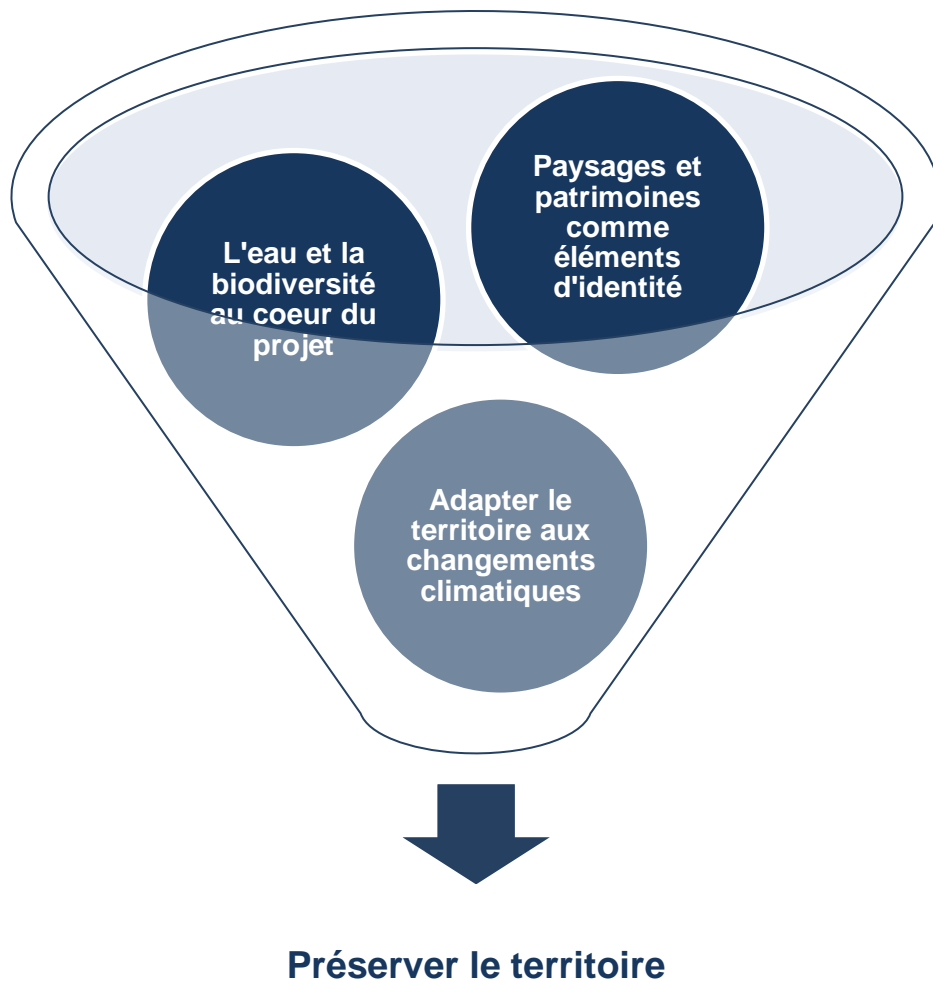 Paysages et
patrimoines
comme
éléments
d'identité
L'eau et la
biodiversité
au coeur du
projet
Adapter le
territoire aux
changements
climatiques
Préserver le territoire